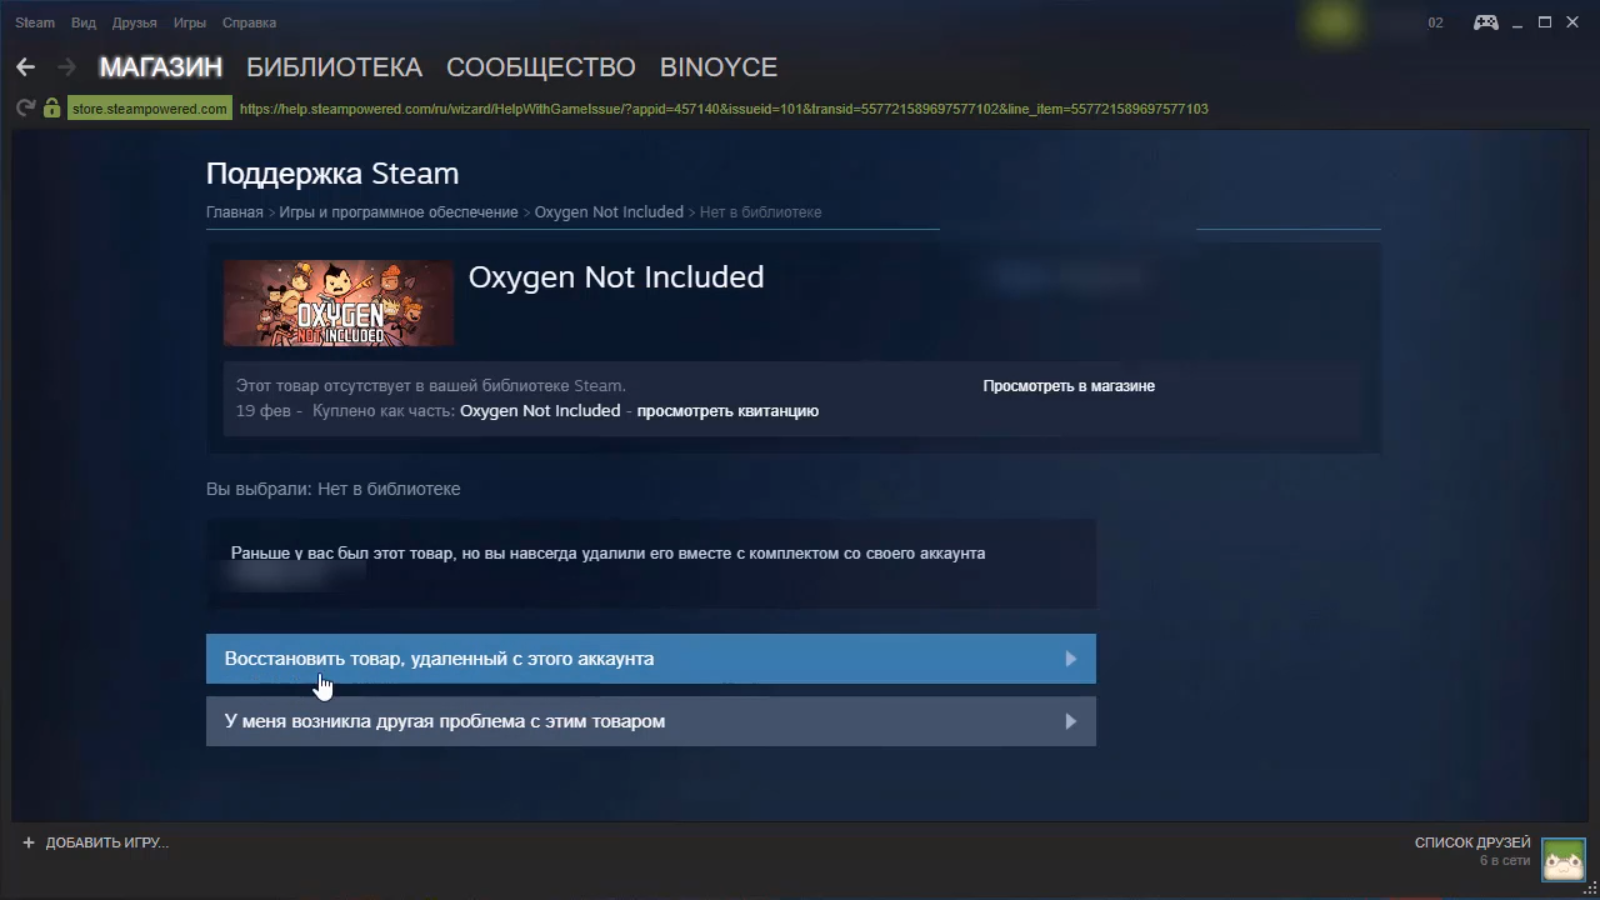 Steam Вид Друзья Игры Справка 02
МАГАЗИН БИБЛИОТЕКА СООБЩЕСТВО BINOYCE
store.steampowered.com https://help.steampowered.com/ru/wizard/HelpWithGameIssue/?appid=457140&issueid=101&transid=557721589697577102&line_item=557721589697577103
Поддержка Steam
Главная > Игры и программное обеспечение > Oxygen Not Included > Нет в библиотеке
OXYGEN
NOT INCLUDED
Oxygen Not Included
Этот товар отсутствует в вашей библиотеке Steam. Просмотреть в магазине
19 фев - Куплено как часть: Oxygen Not Included - просмотреть квитанцию
Вы выбрали: Нет в библиотеке
Раньше у вас был этот товар, но вы навсегда удалили его вместе с комплектом со своего аккаунта
Восстановить товар, удаленный с этого аккаунта
У меня возникла другая проблема с этим товаром
+ ДОБАВИТЬ ИГРУ... СПИСОК ДРУЗЕЙ
6 в сети